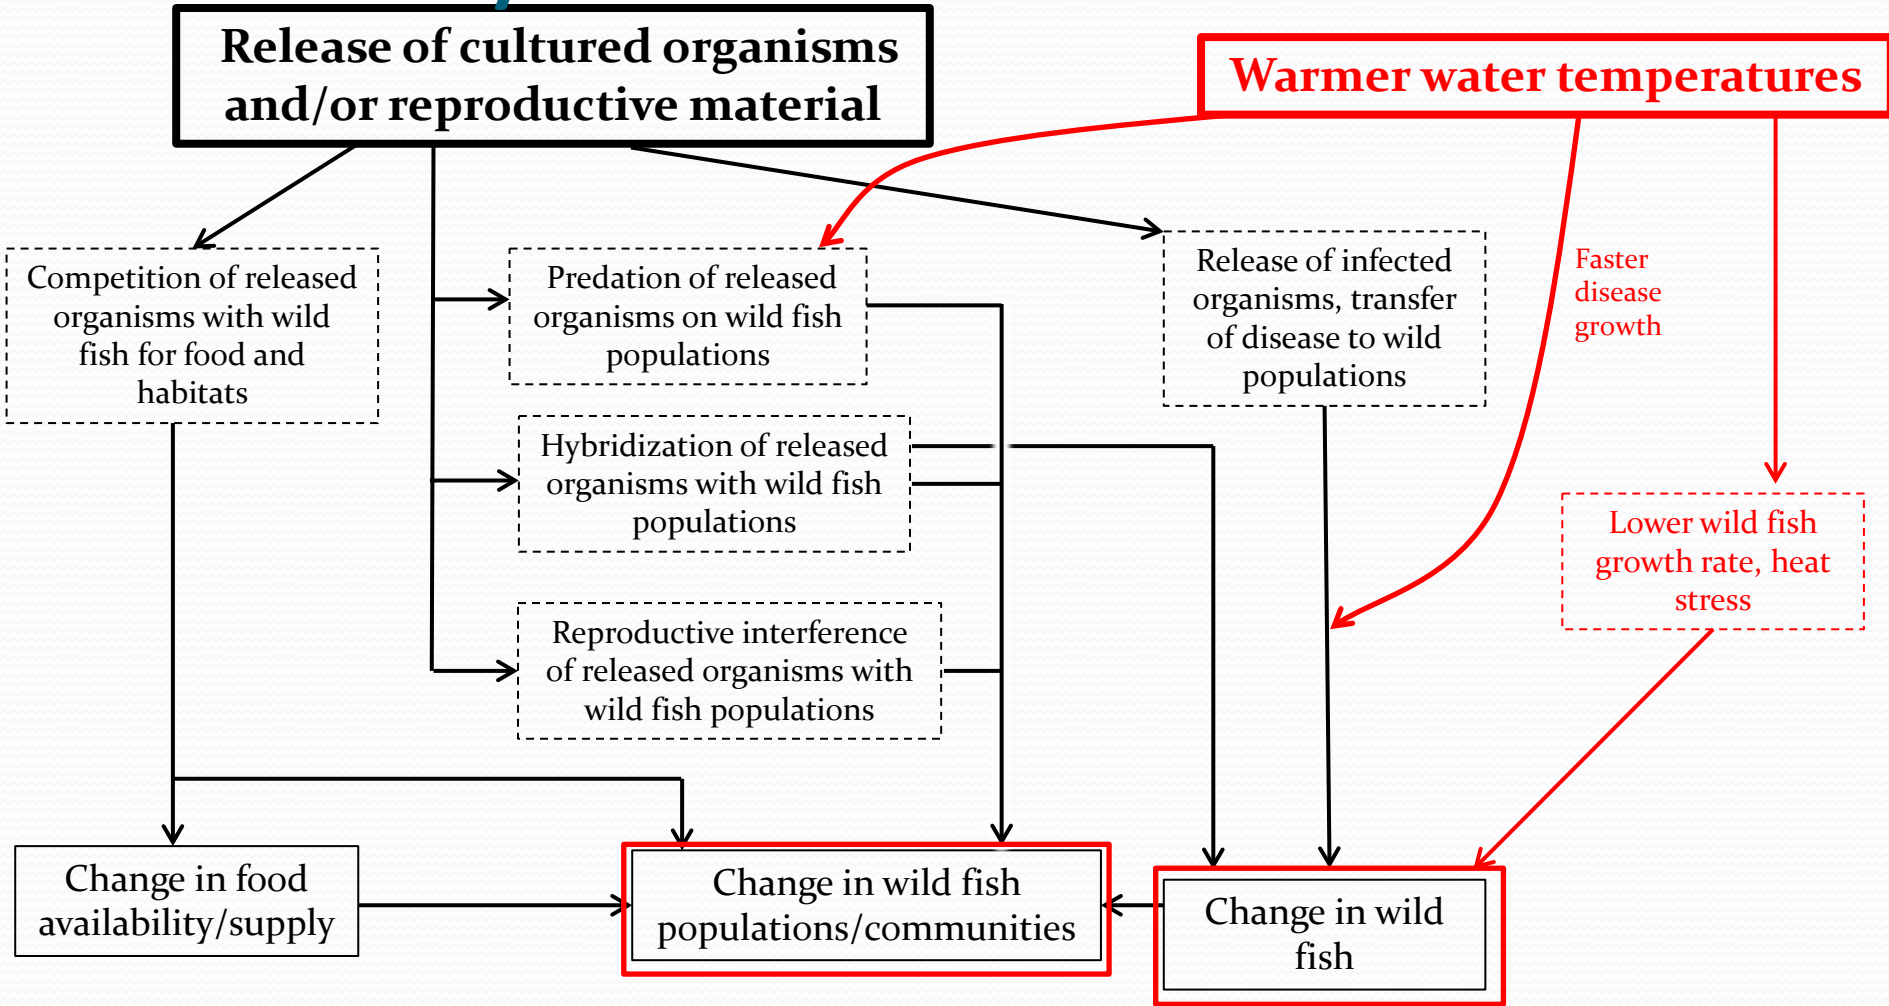 Release of cultured organisms
and/or reproductive material
Warmer water temperatures
Competition of released
organisms with wild
fish for food and
habitats
Predation of released
organisms on wild fish
populations
Release of infected
organisms, transfer
of disease to wild
populations
Faster
disease
growth
Hybridization of released
organisms with wild fish
populations
Lower wild fish
growth rate, heat
stress
Reproductive interference
of released organisms with
wild fish populations
Change in food
availability/supply
Change in wild fish
populations/communities
Change in wild
fish